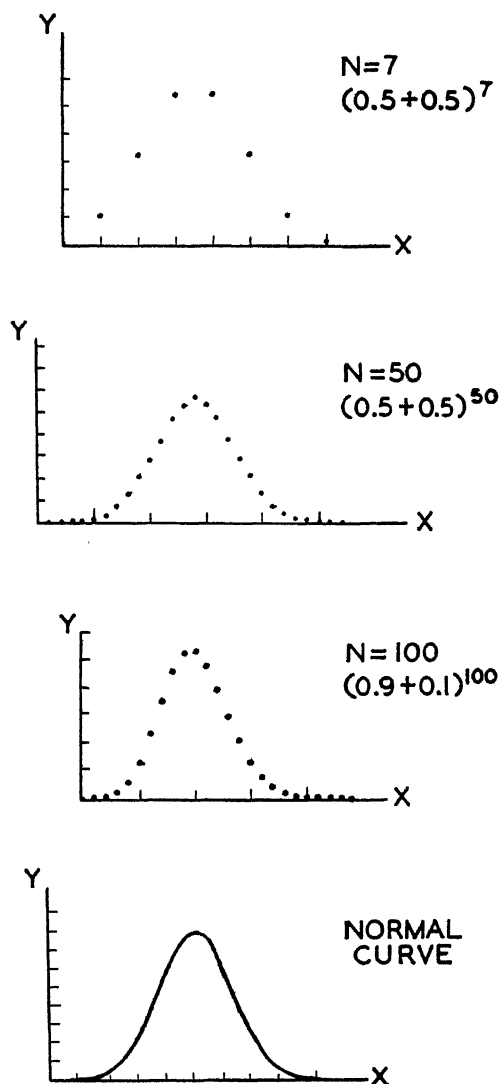 Y
N=7
(0.5+0.5)^7
X
Y
N=50
(0.5+0.5)^50
X
Y
N=100
(0.9+0.1)^100
X
Y
NORMAL
CURVE
X